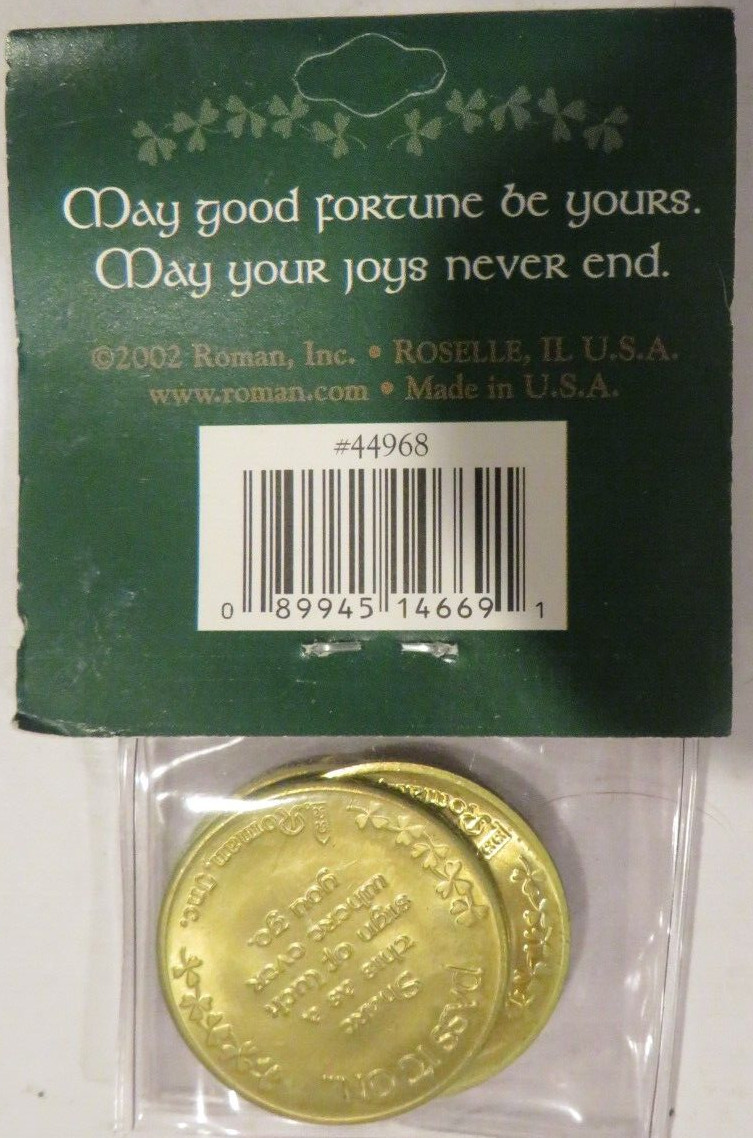 May good fortune be yours.
May your joys never end.
©2002 Roman, Inc. • ROSELLE, IL U.S.A.
www.roman.com • Made in U.S.A.
#44968
0 89945 14669 1
PASS IT ON...
Share
this as a
sign of luck
where ever
you go.
Roman, Inc.
Roman